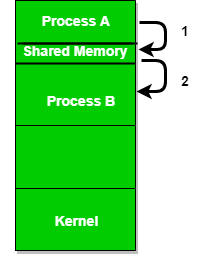 Process A
1
Shared Memory
2
Process B
Kernel